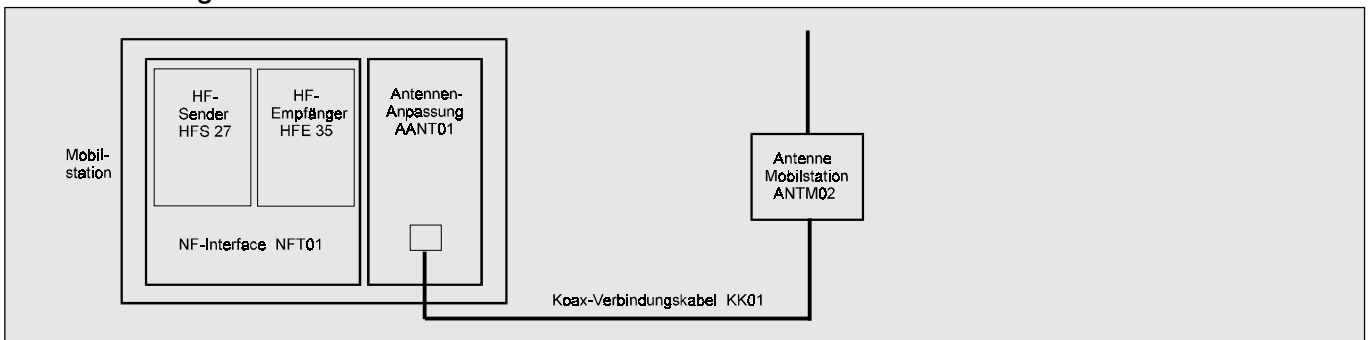 HF-
Sender
HFS 27
HF-
Empfänger
HFE 35
Antennen-
Anpassung
AANT01
Mobil-
station
NF-Interface NFT01
Antenne
Mobilstation
ANTM02
Koax-Verbindungskabel KK01